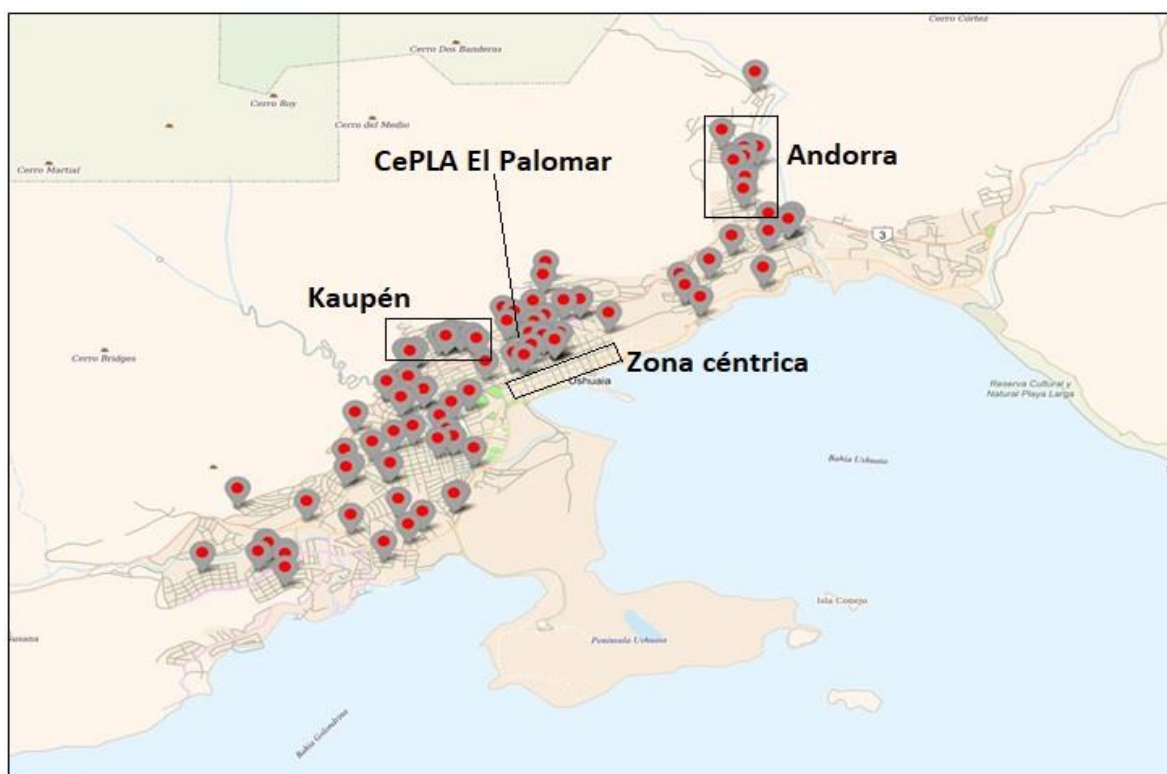 Cerro Cortez
Cerro Dos Banderas
Cerro Roy
Cerro del Medio
Cerro Martial
CePLA El Palomar
Andorra
3
Kaupén
Cerro Bridges
Zona céntrica
Ushuaia
Reserva Cultural y
Natural Playa Larga
Bahía Ushuaia
Isla Conejo
Península Ushuaia
Bahía Golondrina